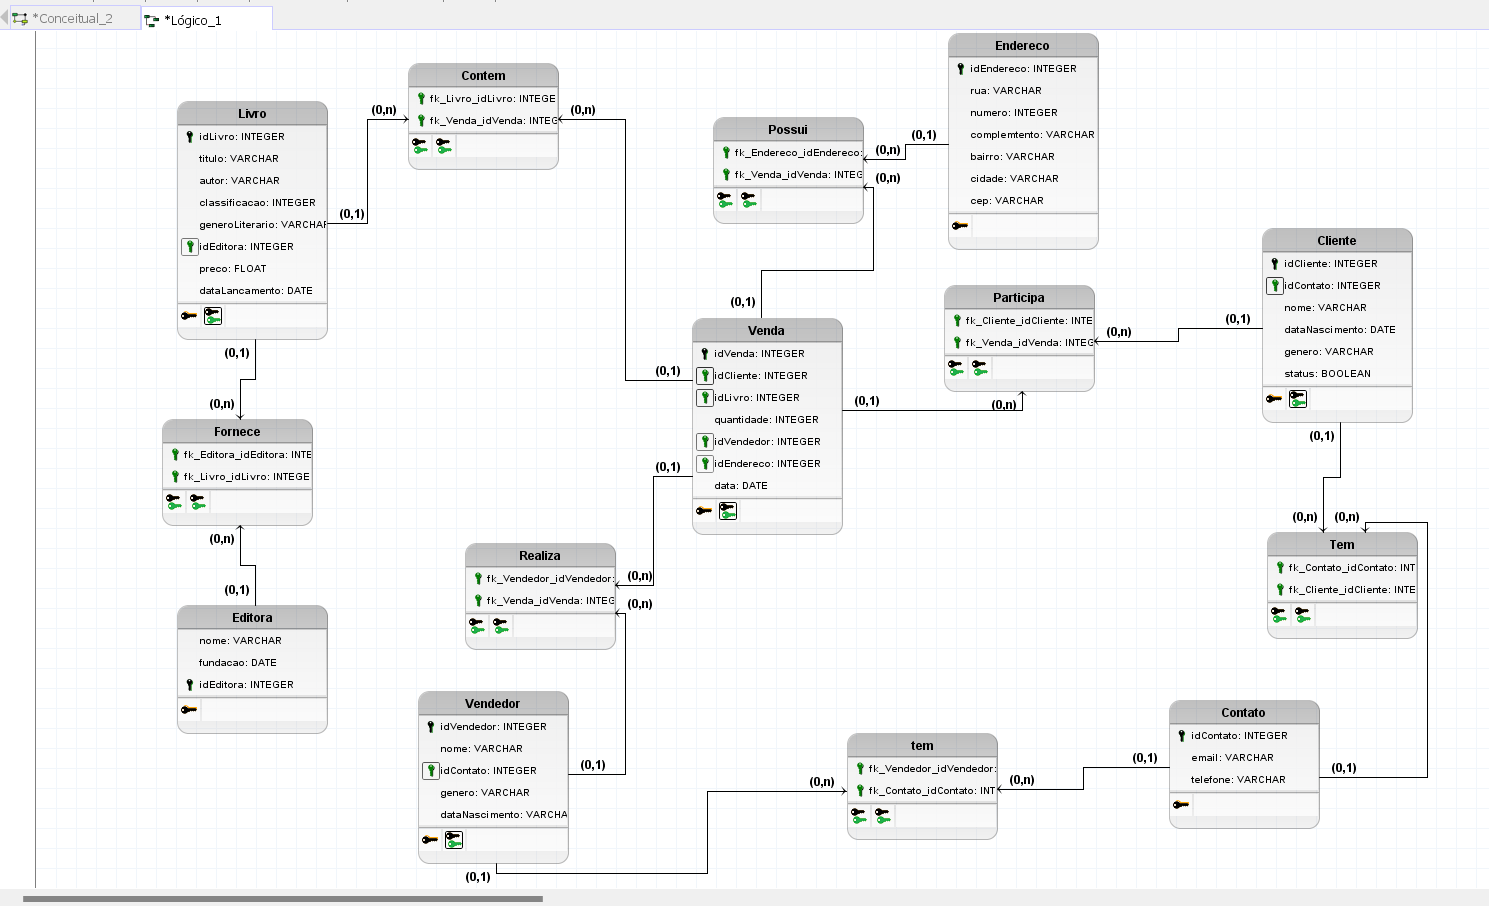 *Conceitual_2
*Lógico_1
Livro
idLivro: INTEGER
titulo: VARCHAR
autor: VARCHAR
classificacao: INTEGER
generoLiterario: VARCHAR
idEditora: INTEGER
preco: FLOAT
dataLancamento: DATE
(0,1)
(0,n)
(0,1)
(0,n)
Contem
fk_Livro_idLivro: INTEGE
fk_Venda_idVenda: INTEG
(0,n)
(0,1)
Fornece
fk_Editora_idEditora: INTE
fk_Livro_idLivro: INTEGE
(0,n)
(0,1)
Editora
nome: VARCHAR
fundacao: DATE
idEditora: INTEGER
Possui
fk_Endereco_idEndereco:
fk_Venda_idVenda: INTEG
(0,n)
(0,1)
(0,n)
(0,1)
Endereco
idEndereco: INTEGER
rua: VARCHAR
numero: INTEGER
complemtento: VARCHAR
bairro: VARCHAR
cidade: VARCHAR
cep: VARCHAR
Venda
idVenda: INTEGER
idCliente: INTEGER
idLivro: INTEGER
quantidade: INTEGER
idVendedor: INTEGER
idEndereco: INTEGER
data: DATE
(0,1)
(0,n)
(0,1)
(0,n)
Participa
fk_Cliente_idCliente: INTE
fk_Venda_idVenda: INTEG
(0,n)
(0,1)
Cliente
idCliente: INTEGER
idContato: INTEGER
nome: VARCHAR
dataNascimento: DATE
genero: VARCHAR
status: BOOLEAN
(0,1)
(0,n)
(0,n)
Tem
fk_Contato_idContato: INT
fk_Cliente_idCliente: INTE
Realiza
fk_Vendedor_idVendedor:
fk_Venda_idVenda: INTEG
(0,n)
(0,1)
Vendedor
idVendedor: INTEGER
nome: VARCHAR
idContato: INTEGER
genero: VARCHAR
dataNascimento: VARCHA
(0,1)
(0,n)
tem
fk_Vendedor_idVendedor:
fk_Contato_idContato: INT
(0,n)
(0,1)
Contato
idContato: INTEGER
email: VARCHAR
telefone: VARCHAR
(0,1)